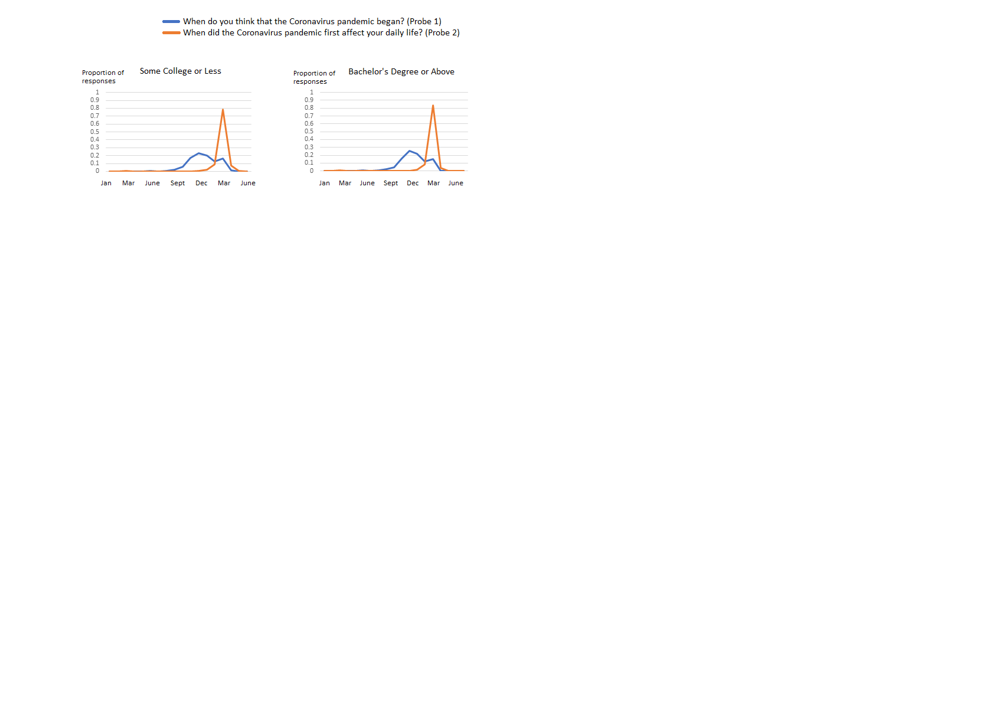 When do you think that the Coronavirus pandemic began? (Probe 1)
When did the Coronavirus pandemic first affect your daily life? (Probe 2)
Proportion of
responses
Some College or Less
1
0.9
0.8
0.7
0.6
0.5
0.4
0.3
0.2
0.1
0
Jan Mar June Sept Dec Mar June
Proportion of
responses
Bachelor's Degree or Above
1
0.9
0.8
0.7
0.6
0.5
0.4
0.3
0.2
0.1
0
Jan Mar June Sept Dec Mar June